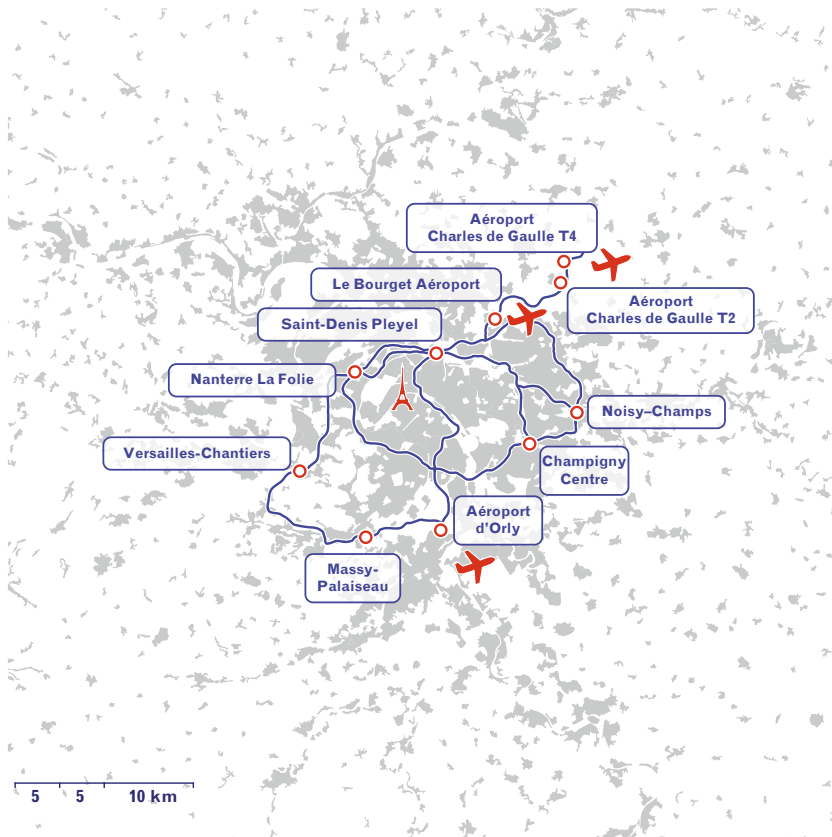 Aéroport
Charles de Gaulle T4
Le Bourget Aéroport
Aéroport
Charles de Gaulle T2
Saint-Denis Pleyel
Nanterre La Folie
Noisy–Champs
Versailles-Chantiers
Champigny
Centre
Aéroport
d'Orly
Massy-
Palaiseau
5 5 10 km